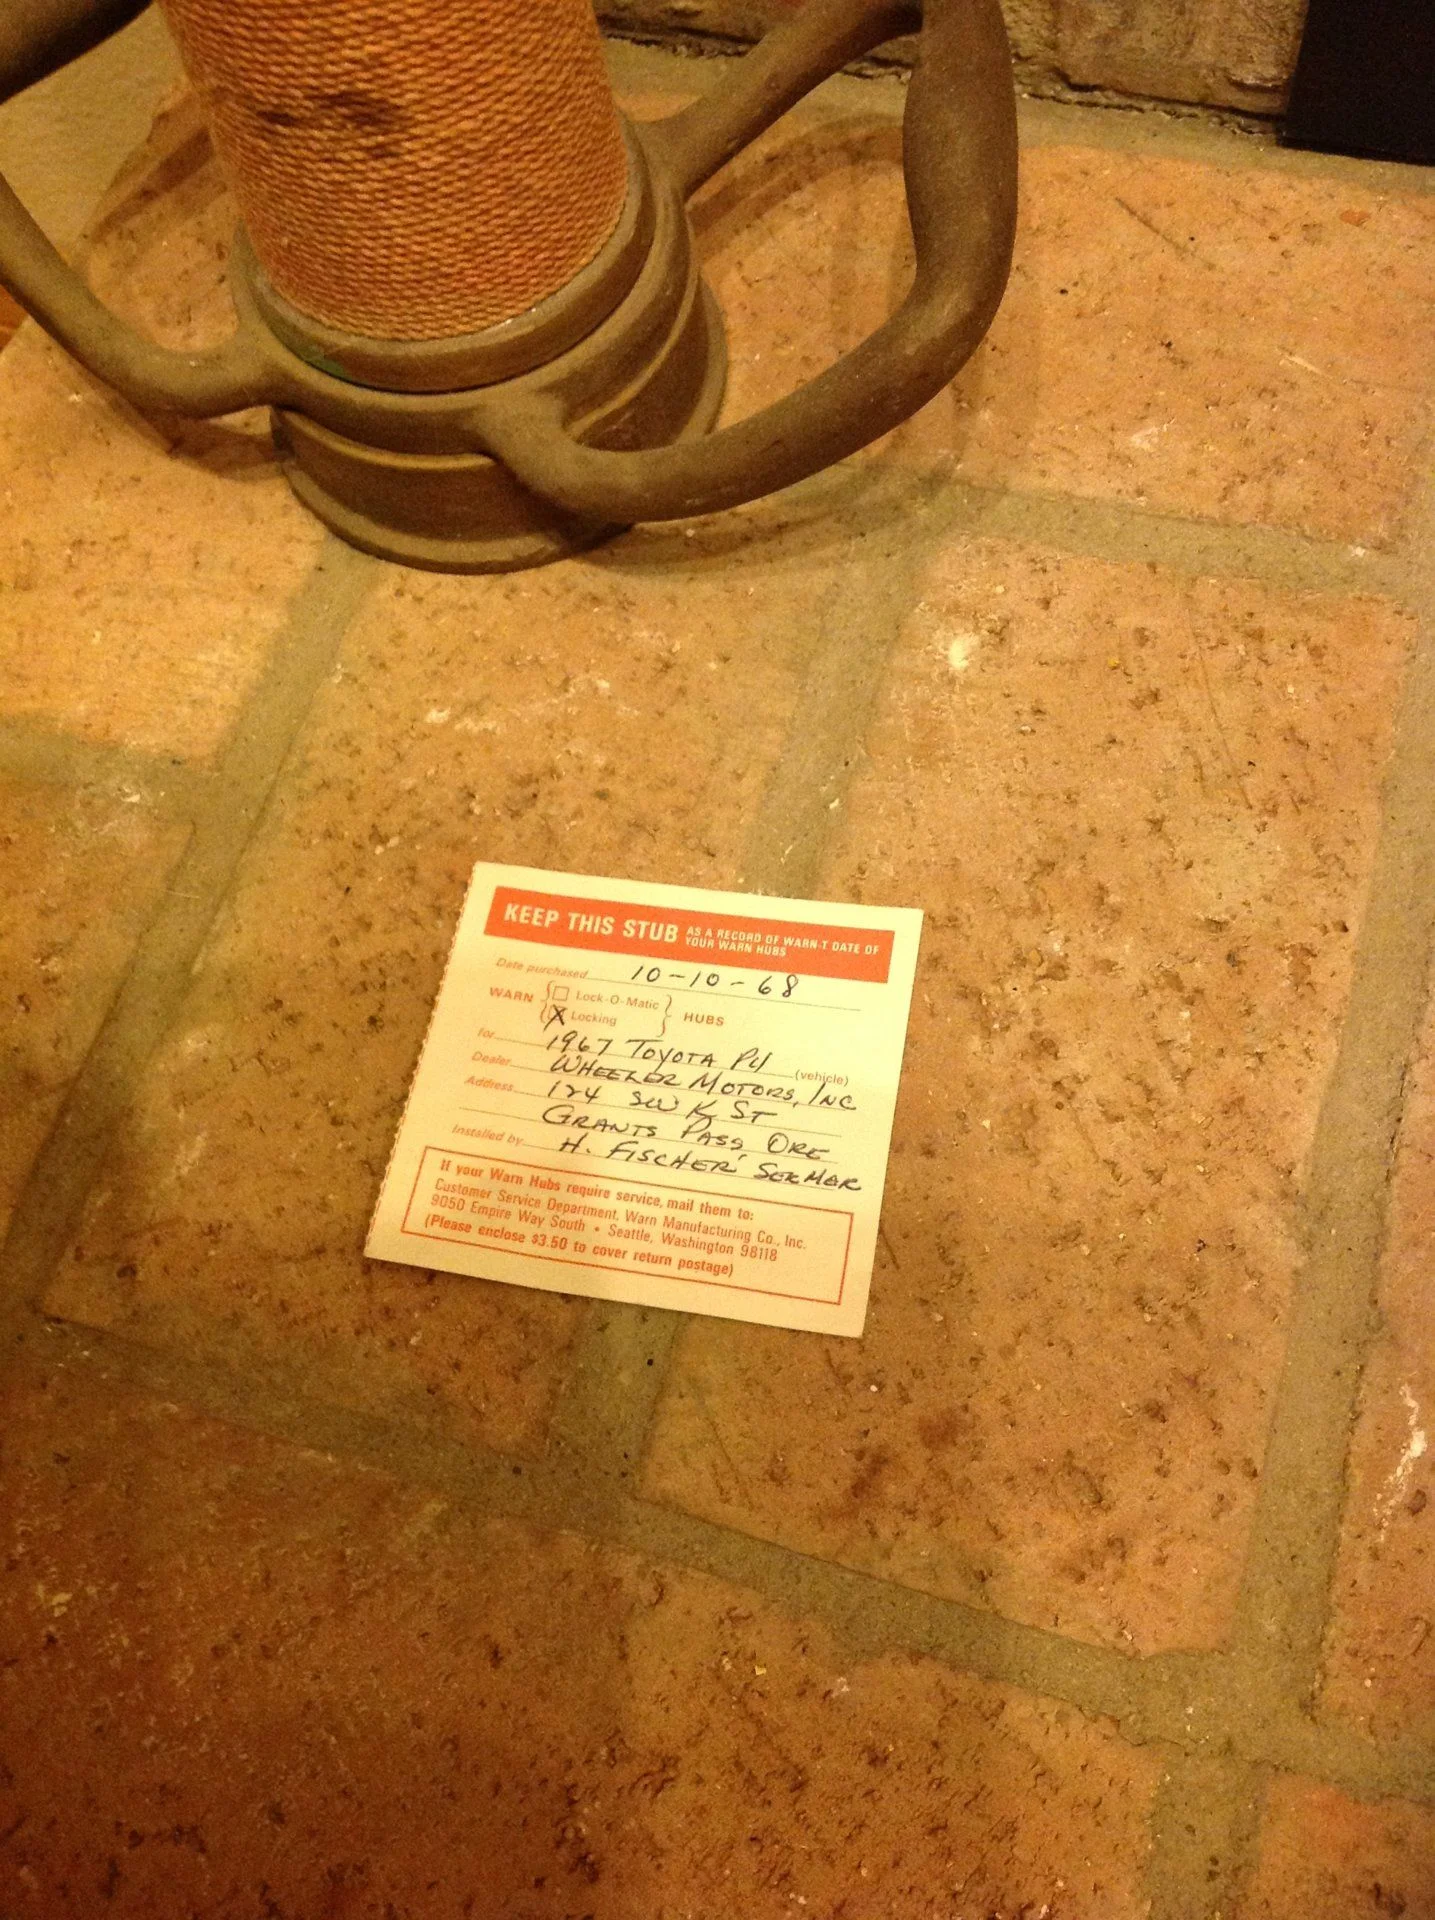 KEEP THIS STUB AS A RECORD OF WARN-T DATE OF
YOUR WARN HUBS
Date purchased 10-10-68
WARN Lock-O-Matic HUBS
X Locking
for 1967 TOYOTA PU (vehicle)
Dealer WHEELER MOTORS, INC
Address 124 SW K ST
GRANTS PASS ORE
Installed by H. FISCHER
If your Warn Hubs require service, mail them to:
Customer Service Department, Warn Manufacturing Co., Inc.
9050 Empire Way South • Seattle, Washington 98118
(Please enclose $3.50 to cover return postage)